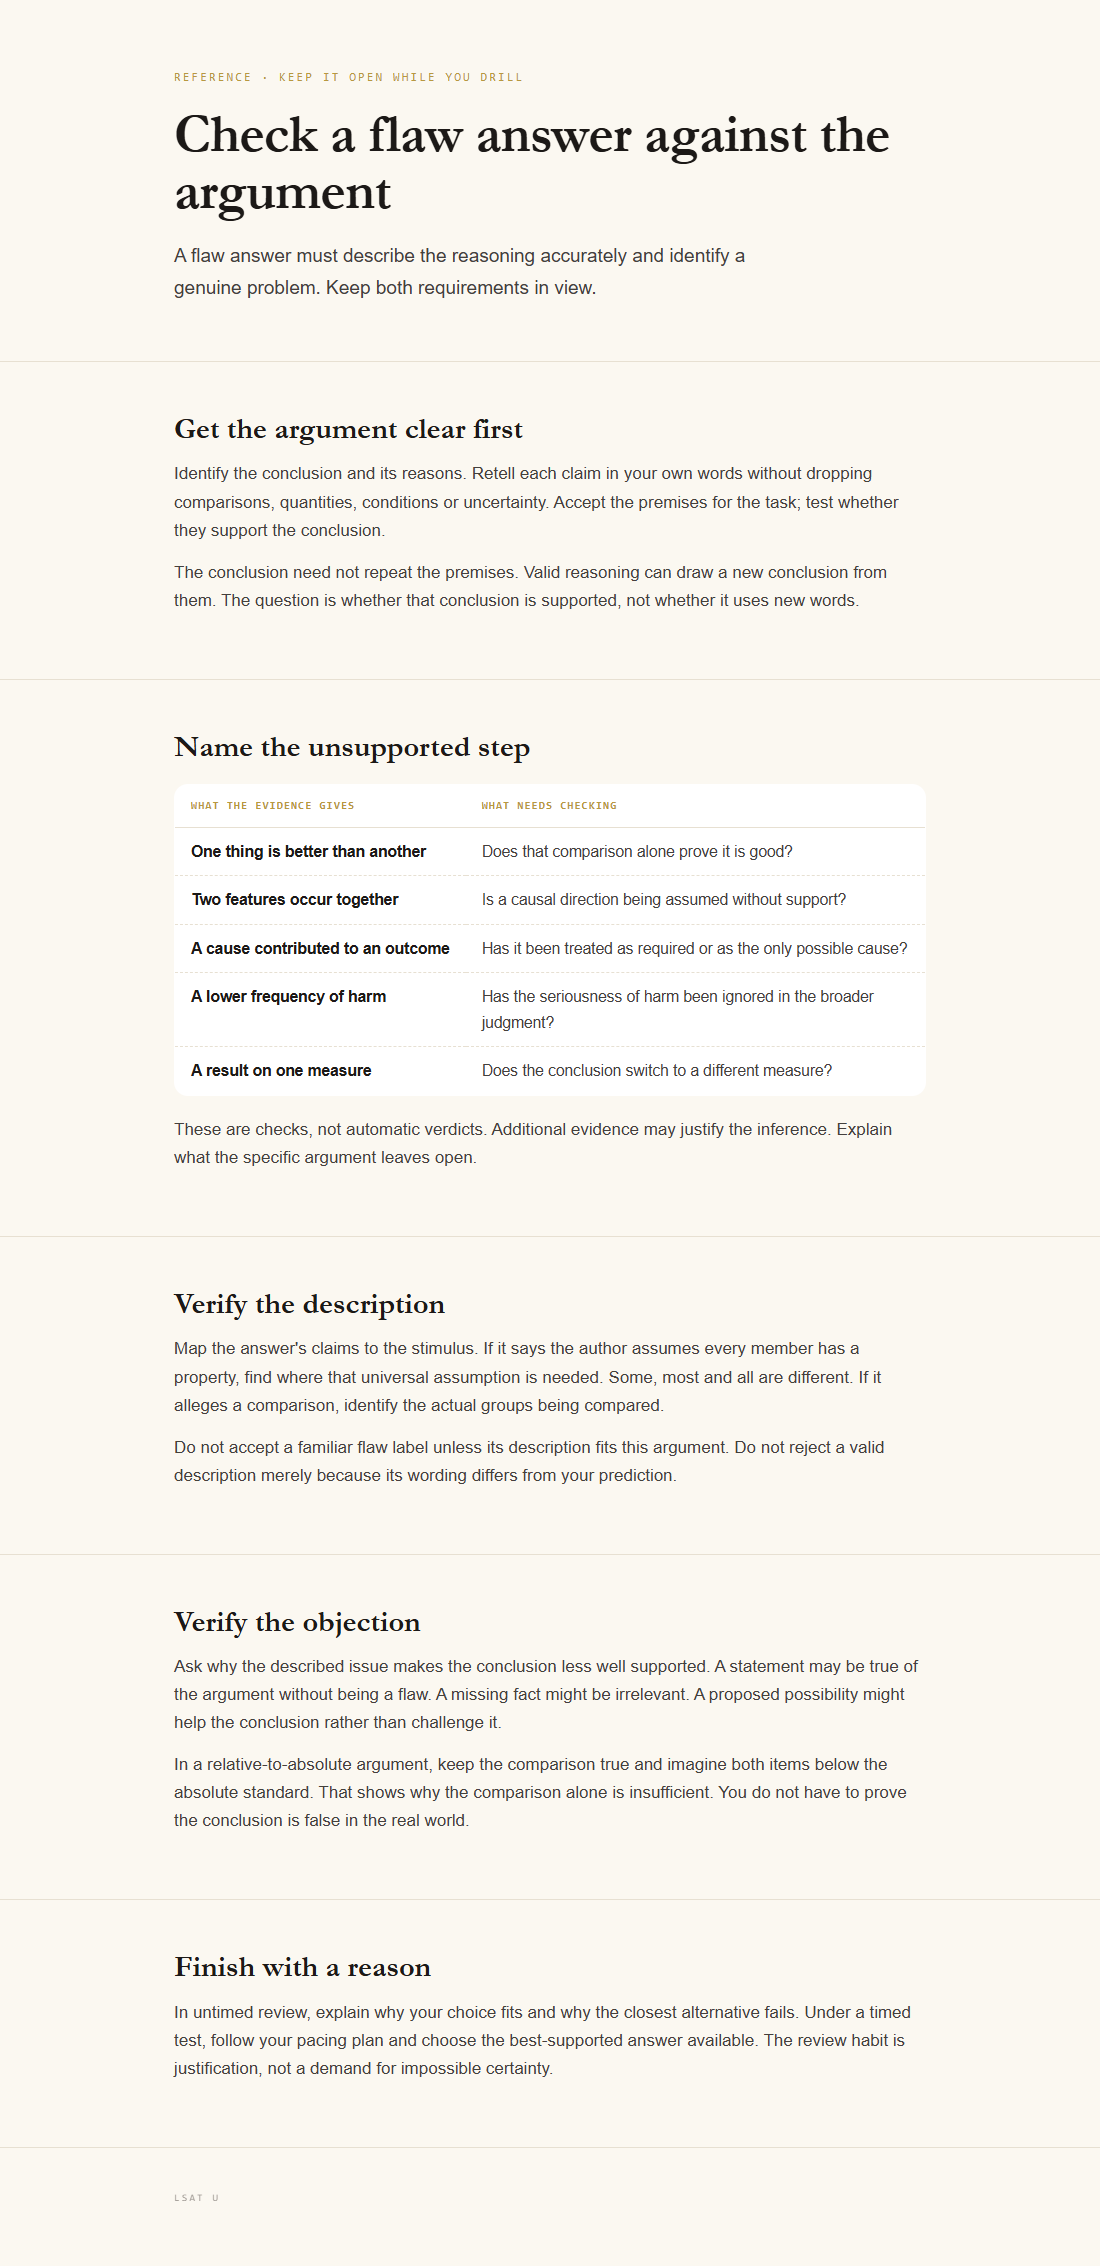 REFERENCE · KEEP IT OPEN WHILE YOU DRILL
Check a flaw answer against the
argument
A flaw answer must describe the reasoning accurately and identify a
genuine problem. Keep both requirements in view.
Get the argument clear first
Identify the conclusion and its reasons. Retell each claim in your own words without dropping
comparisons, quantities, conditions or uncertainty. Accept the premises for the task; test whether
they support the conclusion.
The conclusion need not repeat the premises. Valid reasoning can draw a new conclusion from
them. The question is whether that conclusion is supported, not whether it uses new words.
Name the unsupported step
WHAT THE EVIDENCE GIVES WHAT NEEDS CHECKING
One thing is better than another Does that comparison alone prove it is good?
Two features occur together Is a causal direction being assumed without support?
A cause contributed to an outcome Has it been treated as required or as the only possible cause?
A lower frequency of harm Has the seriousness of harm been ignored in the broader
judgment?
A result on one measure Does the conclusion switch to a different measure?
These are checks, not automatic verdicts. Additional evidence may justify the inference. Explain
what the specific argument leaves open.
Verify the description
Map the answer's claims to the stimulus. If it says the author assumes every member has a
property, find where that universal assumption is needed. Some, most and all are different. If it
alleges a comparison, identify the actual groups being compared.
Do not accept a familiar flaw label unless its description fits this argument. Do not reject a valid
description merely because its wording differs from your prediction.
Verify the objection
Ask why the described issue makes the conclusion less well supported. A statement may be true of
the argument without being a flaw. A missing fact might be irrelevant. A proposed possibility might
help the conclusion rather than challenge it.
In a relative-to-absolute argument, keep the comparison true and imagine both items below the
absolute standard. That shows why the comparison alone is insufficient. You do not have to prove
the conclusion is false in the real world.
Finish with a reason
In untimed review, explain why your choice fits and why the closest alternative fails. Under a timed
test, follow your pacing plan and choose the best-supported answer available. The review habit is
justification, not a demand for impossible certainty.
LSAT U